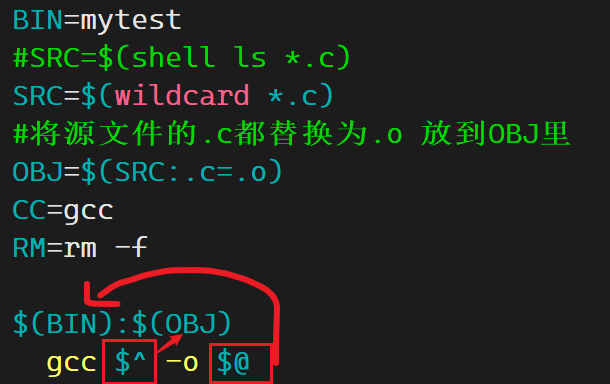 BIN=mytest
#SRC=$(shell ls *.c)
SRC=$(wildcard *.c)
#将源文件的.c都替换为.o 放到OBJ里
OBJ=$(SRC:.c=.o)
CC=gcc
RM=rm -f
$(BIN):$(OBJ)
gcc $^ -o $@